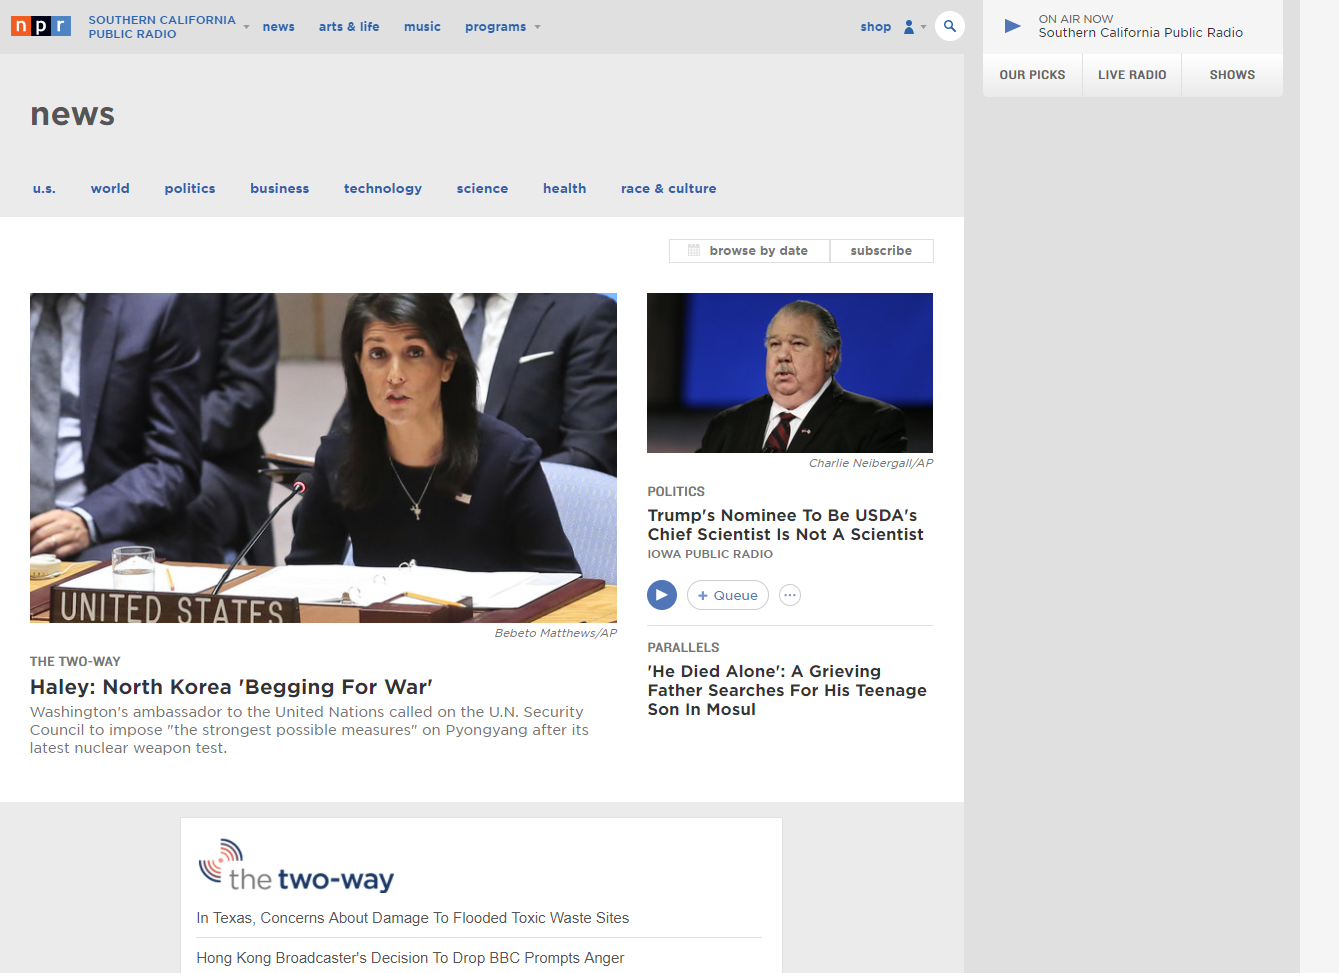 npr
SOUTHERN CALIFORNIA
PUBLIC RADIO
news
arts & life
music
programs
shop
ON AIR NOW
Southern California Public Radio
OUR PICKS
LIVE RADIO
SHOWS
news
u.s.
world
politics
business
technology
science
health
race & culture
browse by date
subscribe
UNITED STATES
Bebeto Matthews/AP
THE TWO-WAY
Haley: North Korea 'Begging For War'
Washington's ambassador to the United Nations called on the U.N. Security
Council to impose "the strongest possible measures" on Pyongyang after its
latest nuclear weapon test.
Charlie Neibergall/AP
POLITICS
Trump's Nominee To Be USDA's
Chief Scientist Is Not A Scientist
IOWA PUBLIC RADIO
+ Queue
PARALLELS
'He Died Alone': A Grieving
Father Searches For His Teenage
Son In Mosul
the two-way
In Texas, Concerns About Damage To Flooded Toxic Waste Sites
Hong Kong Broadcaster's Decision To Drop BBC Prompts Anger